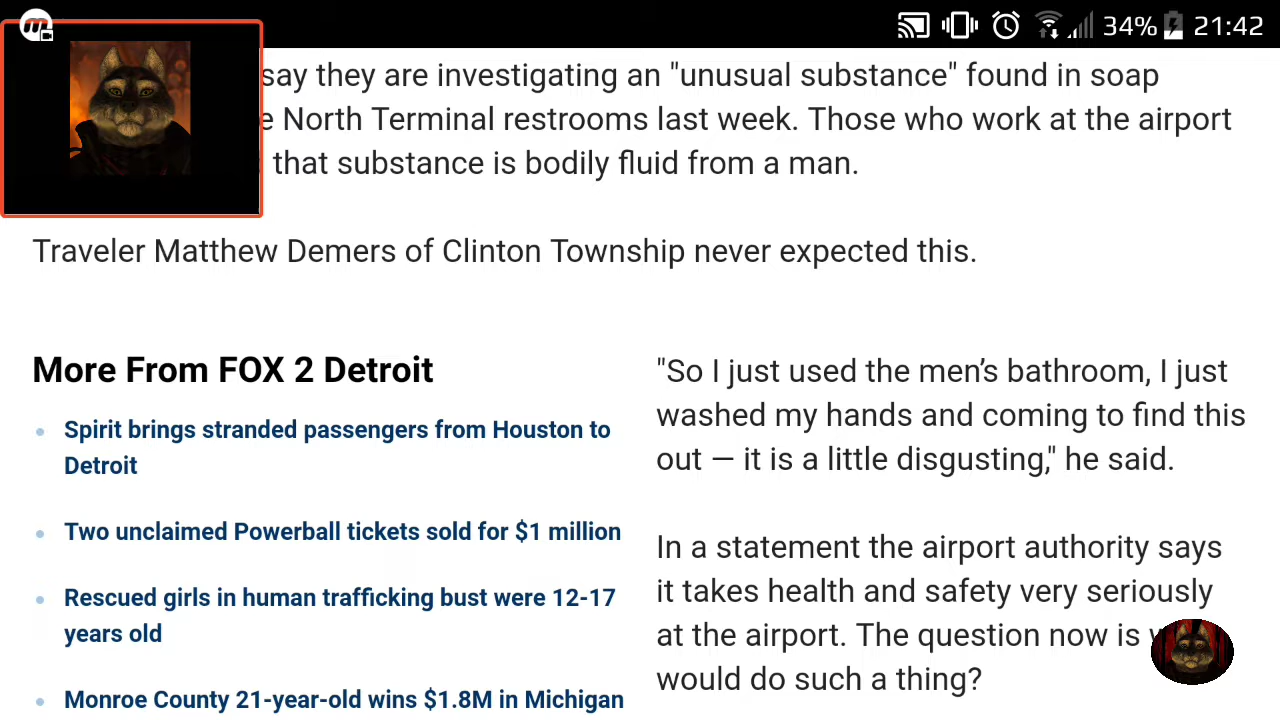 34% 21:42
say they are investigating an "unusual substance" found in soap
e North Terminal restrooms last week. Those who work at the airport
that substance is bodily fluid from a man.
Traveler Matthew Demers of Clinton Township never expected this.
More From FOX 2 Detroit
Spirit brings stranded passengers from Houston to
Detroit
Two unclaimed Powerball tickets sold for $1 million
Rescued girls in human trafficking bust were 12-17
years old
Monroe County 21-year-old wins $1.8M in Michigan
"So I just used the men’s bathroom, I just
washed my hands and coming to find this
out — it is a little disgusting," he said.
In a statement the airport authority says
it takes health and safety very seriously
at the airport. The question now is
would do such a thing?